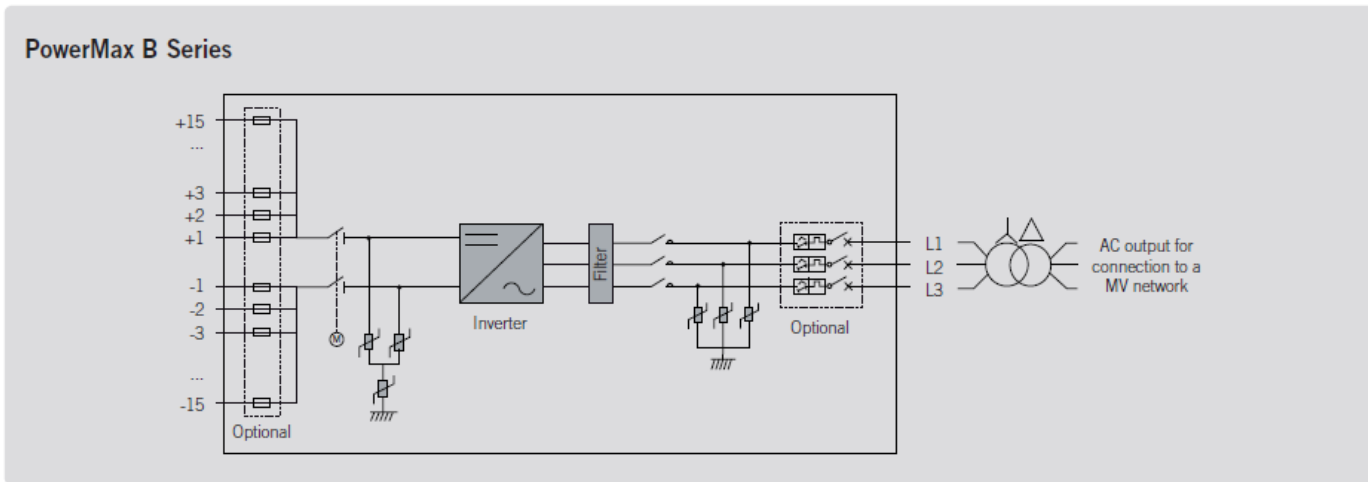 PowerMax B Series
+15
...
+3
+2
+1
-1
-2
-3
...
-15
Optional
M
Inverter
Filter
Optional
L1
L2
L3
AC output for
connection to a
MV network